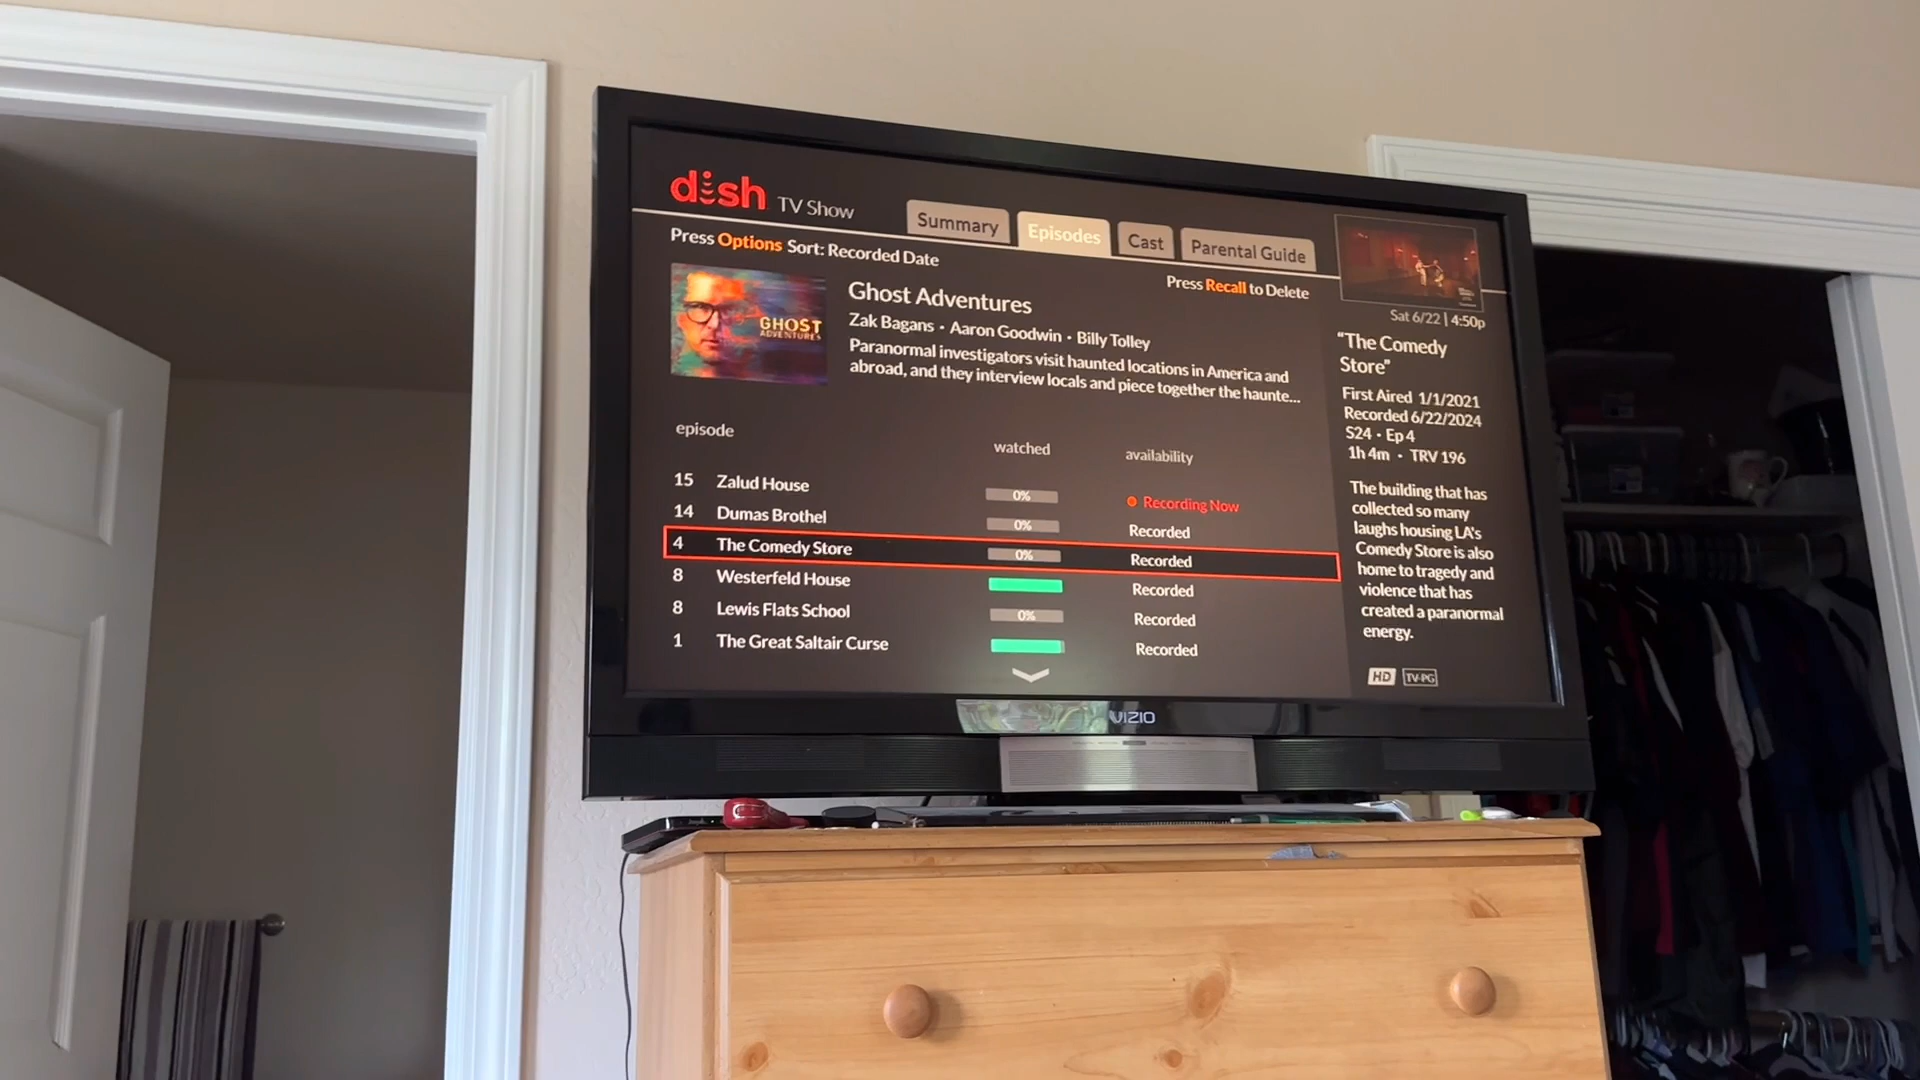 dish TV Show
Summary
Episodes
Cast
Parental Guide
Press Options Sort: Recorded Date
Press Recall to Delete
GHOST
ADVENTURES
Ghost Adventures
Zak Bagans • Aaron Goodwin • Billy Tolley
Paranormal investigators visit haunted locations in America and
abroad, and they interview locals and piece together the haunte...
episode
watched
availability
15 Zalud House 0% Recording Now
14 Dumas Brothel 0% Recorded
4 The Comedy Store 0% Recorded
8 Westerfeld House Recorded
8 Lewis Flats School 0% Recorded
1 The Great Saltair Curse Recorded
Sat 6/22 | 4:50p
“The Comedy
Store”
First Aired 1/1/2021
Recorded 6/22/2024
S24 • Ep 4
1h 4m • TRV 196
The building that has
collected so many
laughs housing LA's
Comedy Store is also
home to tragedy and
violence that has
created a paranormal
energy.
HD TV-PG
VIZIO